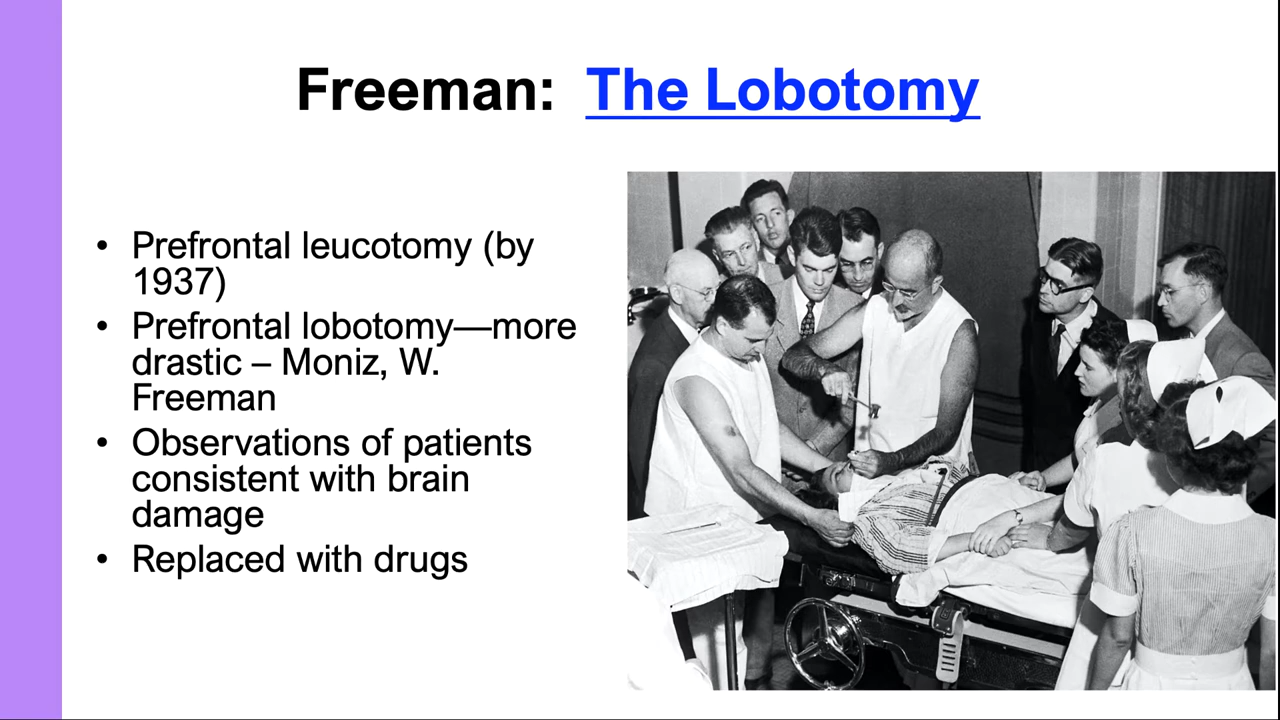 Freeman: The Lobotomy
• Prefrontal leucotomy (by
1937)
• Prefrontal lobotomy—more
drastic – Moniz, W.
Freeman
• Observations of patients
consistent with brain
damage
• Replaced with drugs